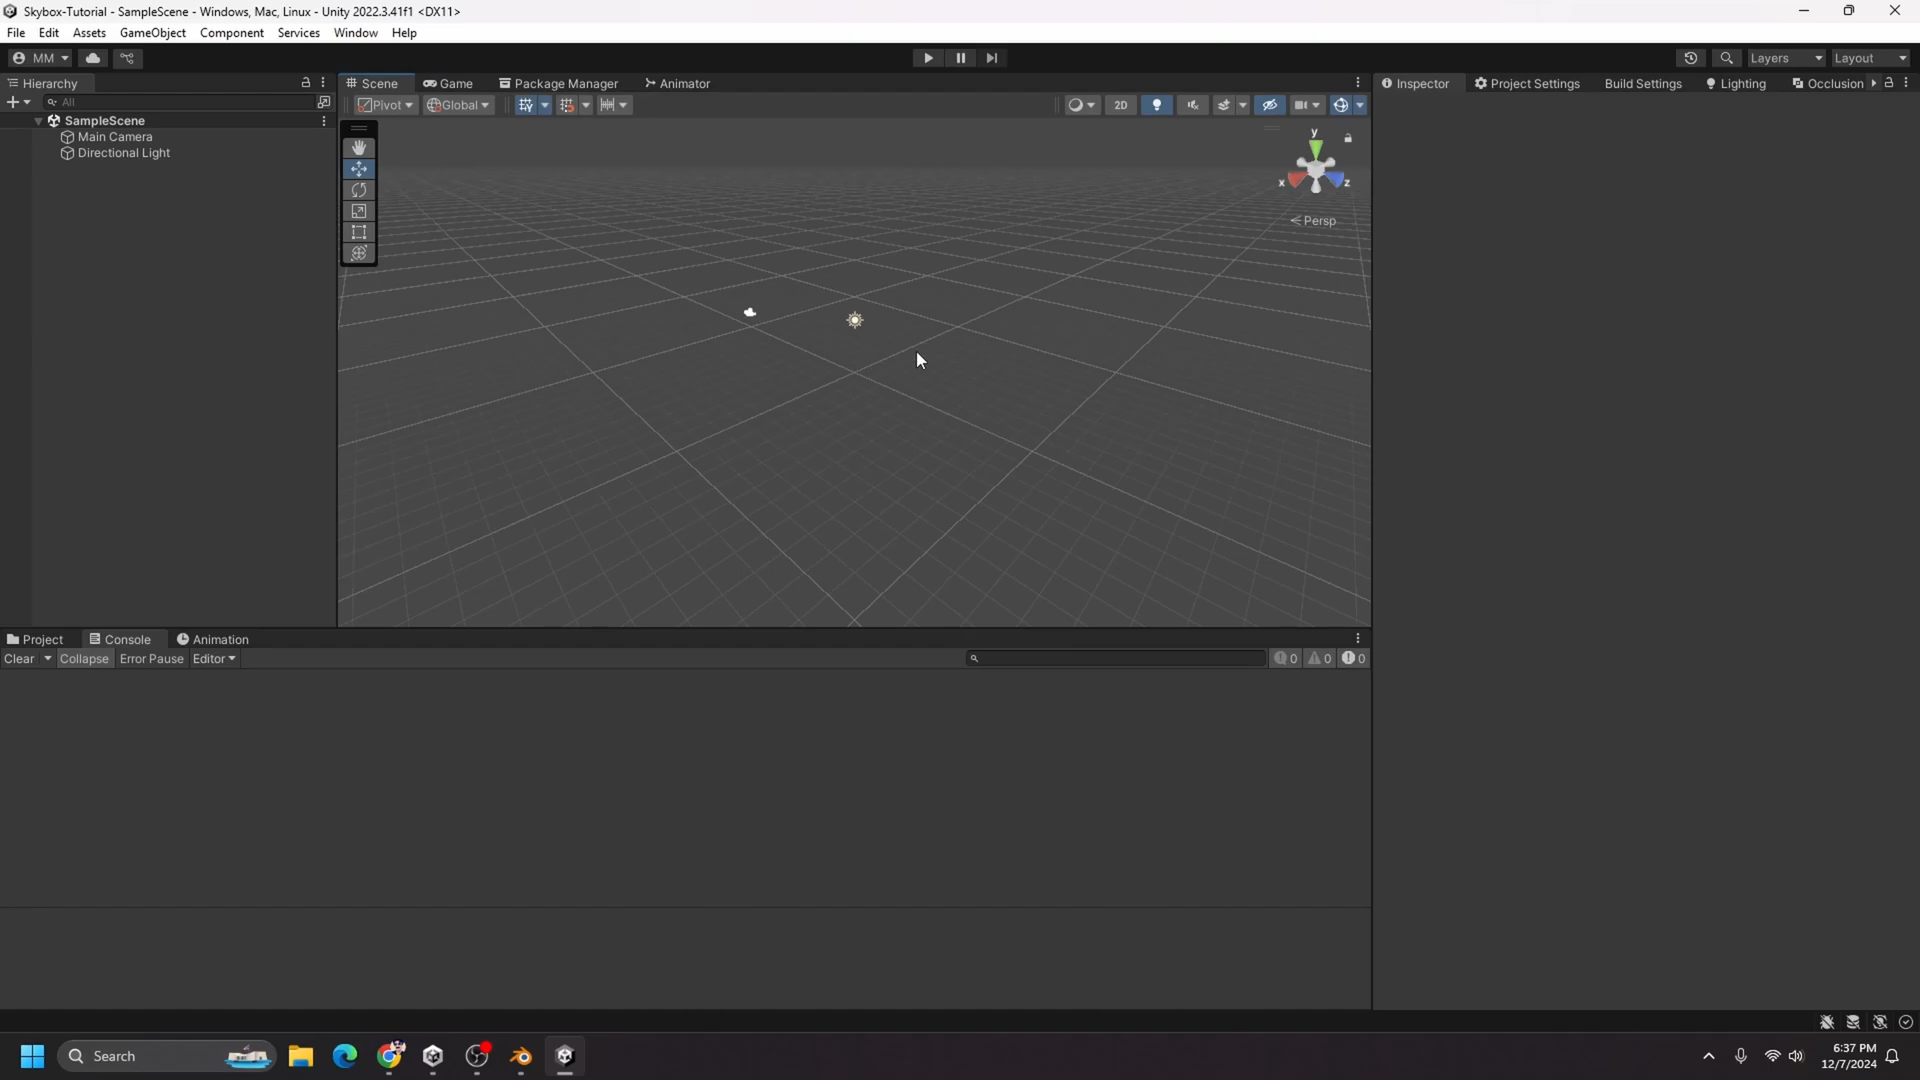 Skybox-Tutorial - SampleScene - Windows, Mac, Linux - Unity 2022.3.41f1 <DX11>
File Edit Assets GameObject Component Services Window Help
MM Layers Layout
Hierarchy Scene Game Package Manager Animator Inspector Project Settings Build Settings Lighting Occlusion
All Pivot Global 2D
SampleScene
Main Camera
Directional Light
y
x z
Persp
Project Console Animation
Clear Collapse Error Pause Editor 0 0 0
Search
6:37 PM
12/7/2024